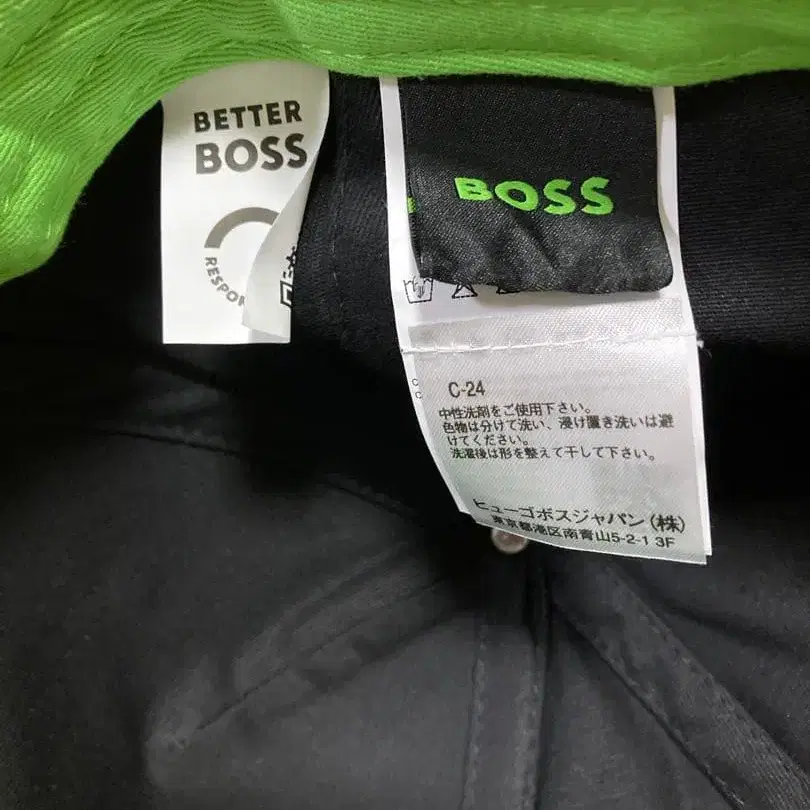 BETTER
BOSS
BOSS
C-24
中性洗剤をご使用下さい。
色物は分けて洗い、浸け置き洗いは避
けてください。
洗濯後は形を整えて干して下さい。
ヒューゴボスジャパン(株)
東京都港区南青山5-2-1 3F